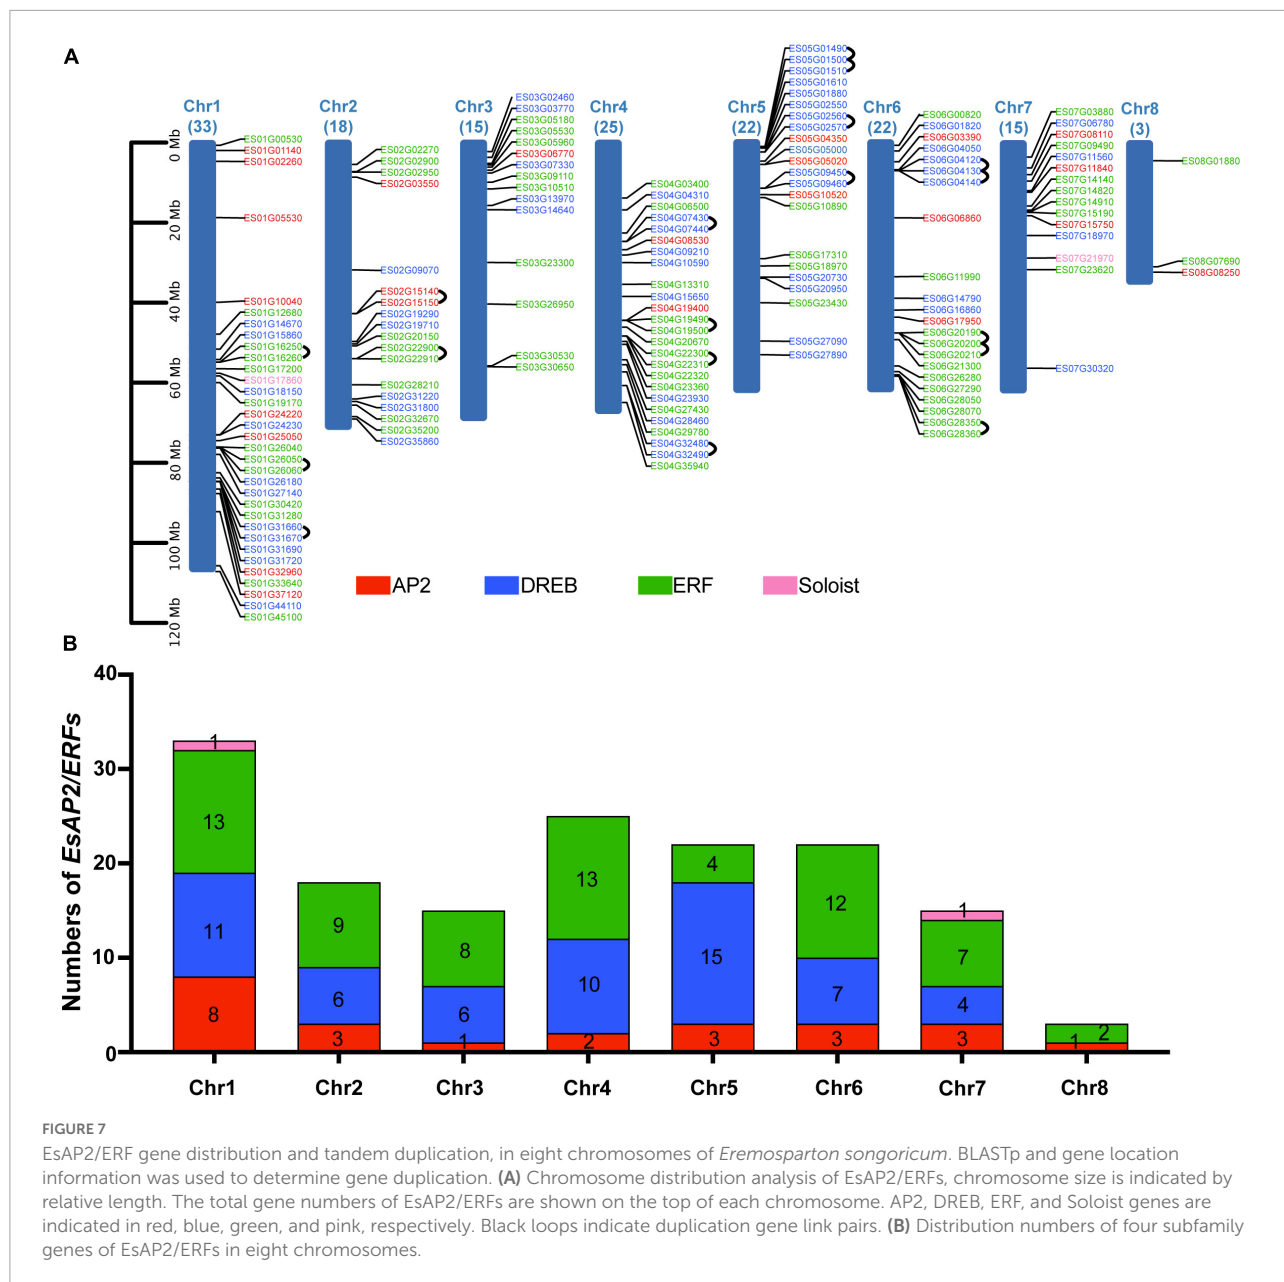 A
Chr1
(33)
Chr2
(18)
Chr3
(15)
Chr4
(25)
Chr5
(22)
Chr6
(22)
Chr7
(15)
Chr8
(3)
0 Mb
20 Mb
40 Mb
60 Mb
80 Mb
100 Mb
120 Mb
ES01G00530
ES01G01140
ES01G02260
ES01G05530
ES01G10040
ES01G12680
ES01G14670
ES01G15860
ES01G16250
ES01G16260
ES01G17200
ES01G17860
ES01G18150
ES01G19170
ES01G24220
ES01G24230
ES01G25050
ES01G26040
ES01G26050
ES01G26060
ES01G26180
ES01G27140
ES01G30420
ES01G31280
ES01G31660
ES01G31670
ES01G31690
ES01G31720
ES01G32960
ES01G33640
ES01G37120
ES01G44110
ES01G45100
ES02G02270
ES02G02900
ES02G02950
ES02G03550
ES02G09070
ES02G15140
ES02G15150
ES02G19290
ES02G19710
ES02G20150
ES02G22900
ES02G22910
ES02G28210
ES02G31220
ES02G31800
ES02G32670
ES02G35200
ES02G35860
ES03G02460
ES03G03770
ES03G05180
ES03G05530
ES03G05960
ES03G06770
ES03G07330
ES03G09110
ES03G10510
ES03G13970
ES03G14640
ES03G23300
ES03G26950
ES03G30530
ES03G30650
ES04G03400
ES04G04310
ES04G06500
ES04G07430
ES04G07440
ES04G08530
ES04G09210
ES04G10590
ES04G13310
ES04G15650
ES04G19400
ES04G19490
ES04G19500
ES04G20670
ES04G22300
ES04G22310
ES04G22320
ES04G23360
ES04G23930
ES04G27430
ES04G28460
ES04G29780
ES04G32480
ES04G32490
ES04G35940
ES05G01490
ES05G01500
ES05G01510
ES05G01610
ES05G01880
ES05G02550
ES05G02560
ES05G02570
ES05G04350
ES05G05000
ES05G05020
ES05G09450
ES05G09460
ES05G10520
ES05G10890
ES05G17310
ES05G18970
ES05G20730
ES05G20950
ES05G23430
ES05G27090
ES05G27890
ES06G00820
ES06G01820
ES06G03390
ES06G04050
ES06G04120
ES06G04130
ES06G04140
ES06G06860
ES06G11990
ES06G14790
ES06G16860
ES06G17950
ES06G20190
ES06G20200
ES06G20210
ES06G21300
ES06G26280
ES06G27290
ES06G28050
ES06G28070
ES06G28350
ES06G28360
ES07G03880
ES07G06780
ES07G08110
ES07G09490
ES07G11560
ES07G11840
ES07G14140
ES07G14820
ES07G14910
ES07G15190
ES07G15750
ES07G18970
ES07G21970
ES07G23620
ES07G30320
ES08G01880
ES08G07690
ES08G08250
AP2
DREB
ERF
Soloist
B
Numbers of EsAP2/ERFs
40
30
20
10
0
1
13
11
8
9
6
3
8
6
1
13
10
2
4
15
3
12
7
3
1
7
4
3
1
2
Chr1
Chr2
Chr3
Chr4
Chr5
Chr6
Chr7
Chr8
FIGURE 7
EsAP2/ERF gene distribution and tandem duplication, in eight chromosomes of Eremosparton songoricum. BLASTp and gene location
information was used to determine gene duplication. (A) Chromosome distribution analysis of EsAP2/ERFs, chromosome size is indicated by
relative length. The total gene numbers of EsAP2/ERFs are shown on the top of each chromosome. AP2, DREB, ERF, and Soloist genes are
indicated in red, blue, green, and pink, respectively. Black loops indicate duplication gene link pairs. (B) Distribution numbers of four subfamily
genes of EsAP2/ERFs in eight chromosomes.